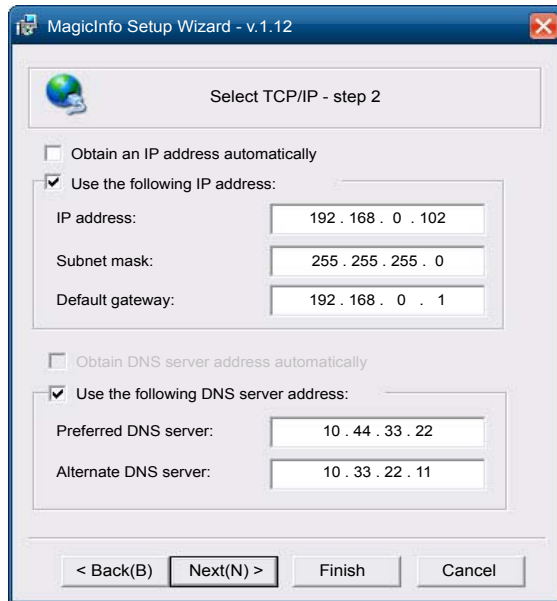 MagicInfo Setup Wizard - v.1.12
Select TCP/IP - step 2
Obtain an IP address automatically
Use the following IP address:
IP address: 192 . 168 . 0 . 102
Subnet mask: 255 . 255 . 255 . 0
Default gateway: 192 . 168 . 0 . 1
Obtain DNS server address automatically
Use the following DNS server address:
Preferred DNS server: 10 . 44 . 33 . 22
Alternate DNS server: 10 . 33 . 22 . 11
< Back(B) Next(N) > Finish Cancel